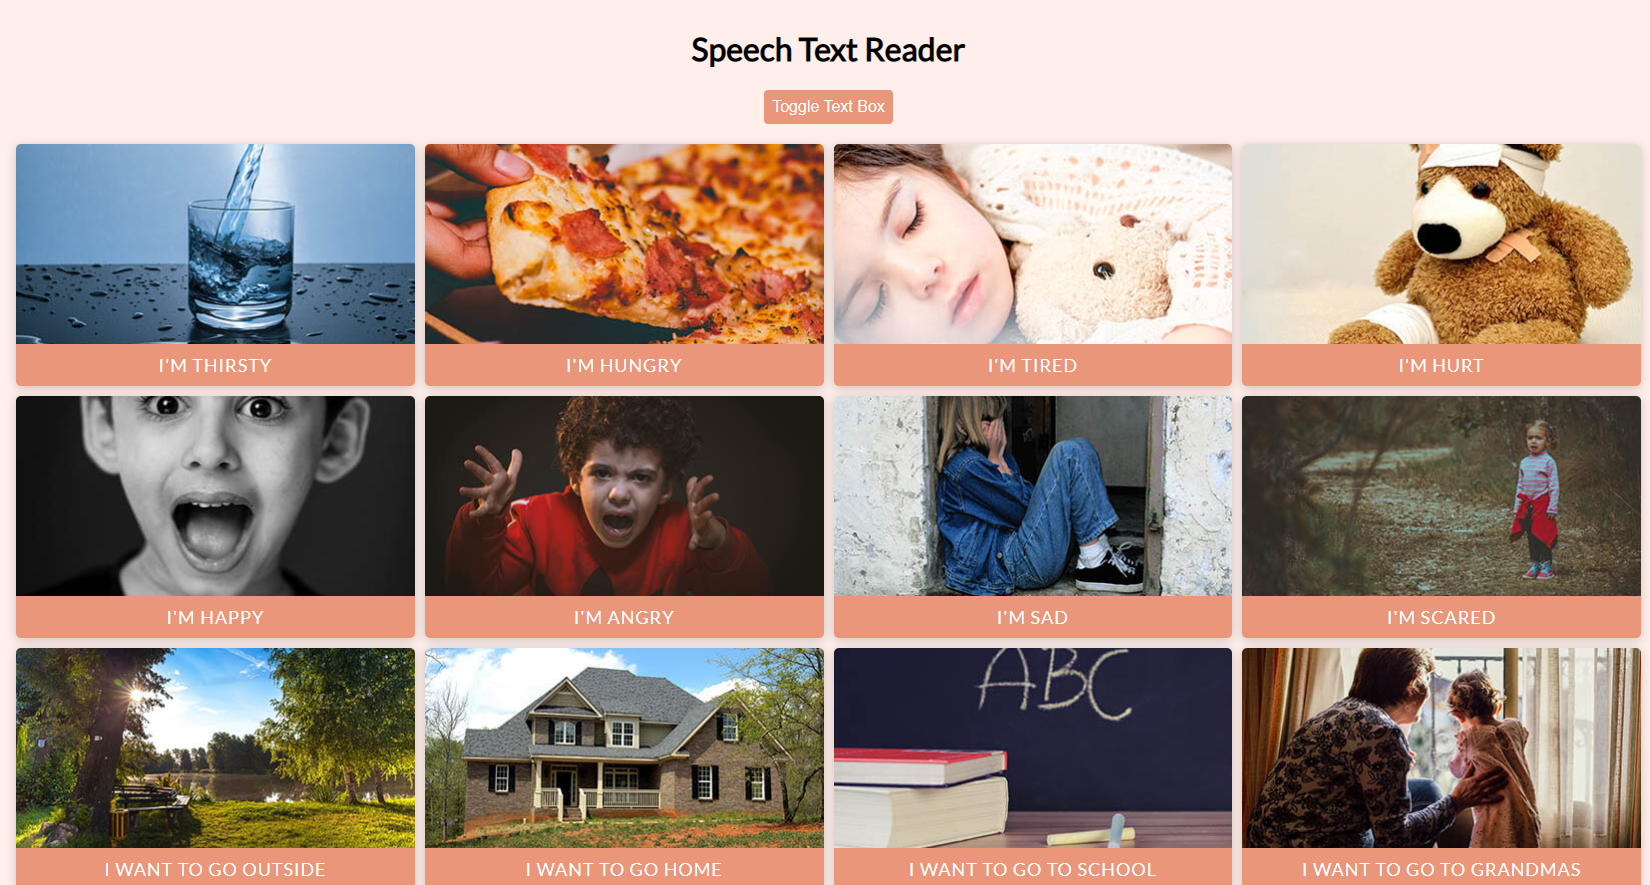 Speech Text Reader
Toggle Text Box
I'M THIRSTY
I'M HUNGRY
I'M TIRED
I'M HURT
I'M HAPPY
I'M ANGRY
I'M SAD
I'M SCARED
ABC
I WANT TO GO OUTSIDE
I WANT TO GO HOME
I WANT TO GO TO SCHOOL
I WANT TO GO TO GRANDMAS